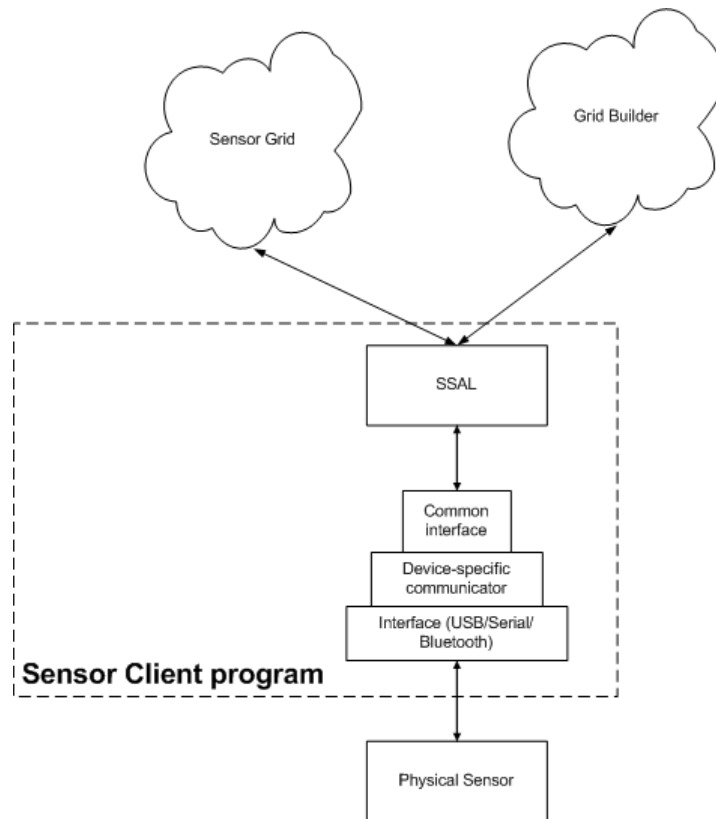 Sensor Grid
Grid Builder
SSAL
Common
interface
Device-specific
communicator
Interface (USB/Serial/
Bluetooth)
Sensor Client program
Physical Sensor